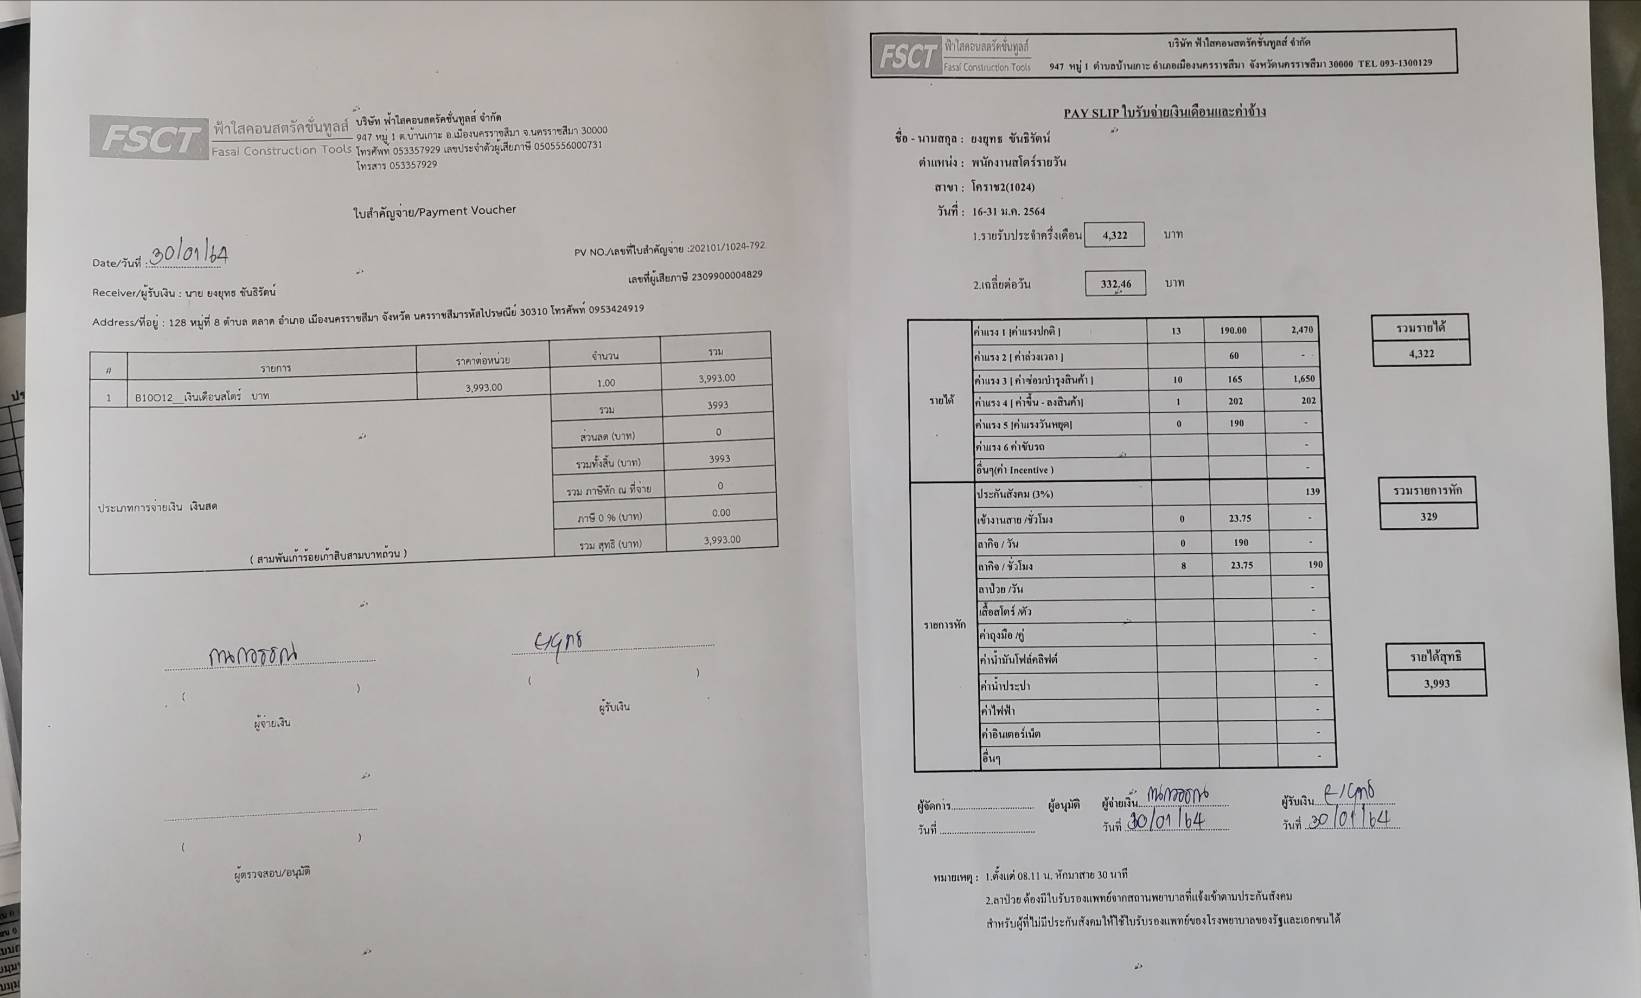 FSCT ฟ้าใสคอนสตรัคชั่นทูลส์
Fasai Construction Tools
บริษัท ฟ้าใสคอนสตรัคชั่นทูลส์ จำกัด
947 หมู่ 1 ต.บ้านเกาะ อ.เมืองนครราชสีมา จ.นครราชสีมา 30000
โทรศัพท์ 053357929 เลขประจำตัวผู้เสียภาษี 0505556000731
โทรสาร 053357929
ใบสำคัญจ่าย/Payment Voucher
Date/วันที่ : 30/01/64
PV NO./เลขที่ใบสำคัญจ่าย :202101/1024-792
เลขที่ผู้เสียภาษี 2309900004829
Receiver/ผู้รับเงิน : นาย ยงยุทธ ขันธิรัตน์
Address/ที่อยู่ : 128 หมู่ที่ 8 ตำบล ตลาด อำเภอ เมืองนครราชสีมา จังหวัด นครราชสีมารหัสไปรษณีย์ 30310 โทรศัพท์ 0953424919
# รายการ ราคาต่อหน่วย จำนวน รวม
1 B10O12__เงินเดือนสโตร์ บาท 3,993.00 1.00 3,993.00
รวม 3993
ส่วนลด (บาท) 0
รวมทั้งสิ้น (บาท) 3993
รวม ภาษีหัก ณ ที่จ่าย 0
ประเภทการจ่ายเงิน เงินสด
ภาษี 0 % (บาท) 0.00
รวม สุทธิ (บาท) 3,993.00
( สามพันเก้าร้อยเก้าสิบสามบาทถ้วน )
กนกวรรณ ยงยุทธ
( ) ( )
ผู้จ่ายเงิน ผู้รับเงิน
( )
ผู้ตรวจสอบ/อนุมัติ
FSCT ฟ้าใสคอนสตรัคชั่นทูลส์
Fasai Construction Tools
บริษัท ฟ้าใสคอนสตรัคชั่นทูลส์ จำกัด
947 หมู่ 1 ตำบลบ้านเกาะ อำเภอเมืองนครราชสีมา จังหวัดนครราชสีมา 30000 TEL 093-1300129
PAY SLIP ใบรับจ่ายเงินเดือนและค่าจ้าง
ชื่อ - นามสกุล : ยงยุทธ ขันธิรัตน์
ตำแหน่ง : พนักงานสโตร์รายวัน
สาขา : โคราช2(1024)
วันที่ : 16-31 ม.ค. 2564
1.รายรับประจำครึ่งเดือน 4,322 บาท
2.เฉลี่ยต่อวัน 332.46 บาท
รายได้
ค่าแรง 1 [ค่าแรงปกติ ] 13 190.00 2,470
ค่าแรง 2 [ ค่าล่วงเวลา ] 60 -
ค่าแรง 3 [ ค่าซ่อมบำรุงสินค้า ] 10 165 1,650
ค่าแรง 4 [ ค่าขึ้น - ลงสินค้า] 1 202 202
ค่าแรง 5 [ค่าแรงวันหยุด] 0 190 -
ค่าแรง 6 ค่าขับรถ -
อื่นๆ(ค่า Incentive ) -
รวมรายได้
4,322
รายการหัก
ประกันสังคม (3%) 139
เข้างานสาย /ชั่วโมง 0 23.75 -
ลากิจ / วัน 0 190 -
ลากิจ / ชั่วโมง 8 23.75 190
ลาป่วย /วัน -
เสื้อสโตร์ /ตัว -
ค่าถุงมือ /คู่ -
ค่าน้ำมันโฟล์คลิฟต์ -
ค่าน้ำประปา -
ค่าไฟฟ้า -
ค่าอินเตอร์เน็ต -
อื่นๆ -
รวมรายการหัก
329
รายได้สุทธิ
3,993
ผู้จัดการ ผู้อนุมัติ ผู้จ่ายเงิน กนกวรรณ ผู้รับเงิน ยงยุทธ
วันที่ วันที่ 30/01/64 วันที่ 30/01/64
หมายเหตุ : 1.ตั้งแต่ 08.11 น. หักมาสาย 30 นาที
2.ลาป่วย ต้องมีใบรับรองแพทย์จากสถานพยาบาลที่แจ้งเข้าตามประกันสังคม
สำหรับผู้ที่ไม่มีประกันสังคมให้ใช้ใบรับรองแพทย์ของโรงพยาบาลของรัฐและเอกชนได้